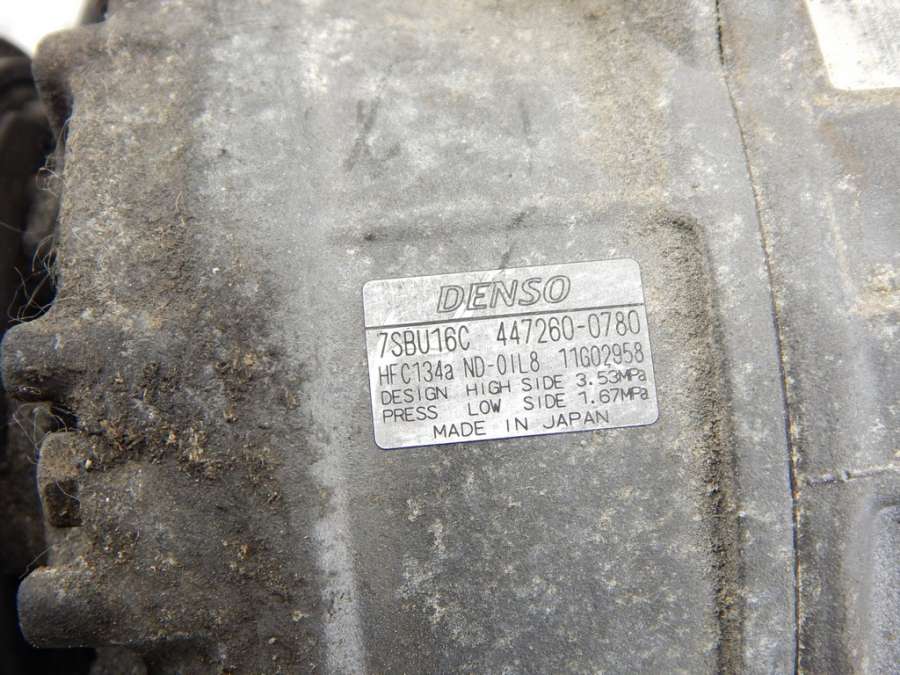 DENSO
7SBU16C 447260-0780
HFC134a ND-OIL8 11G02958
DESIGN HIGH SIDE 3.53MPa
PRESS LOW SIDE 1.67MPa
MADE IN JAPAN